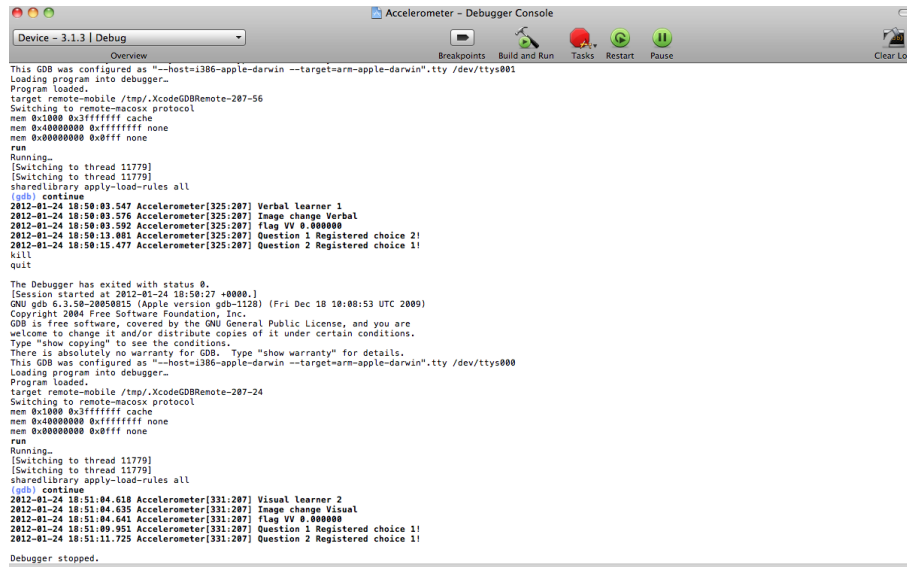 Accelerometer – Debugger Console
Device – 3.1.3 | Debug
Overview
Breakpoints Build and Run Tasks Restart Pause
Clear Lo
This GDB was configured as "--host=i386-apple-darwin --target=arm-apple-darwin".tty /dev/ttys001
Loading program into debugger…
Program loaded.
target remote-mobile /tmp/.XcodeGDBRemote-207-56
Switching to remote-macosx protocol
mem 0x1000 0x3fffffff cache
mem 0x40000000 0xffffffff none
mem 0x00000000 0x0fff none
run
Running…
[Switching to thread 11779]
[Switching to thread 11779]
sharedlibrary apply-load-rules all
(gdb) continue
2012-01-24 18:50:03.547 Accelerometer[325:207] Verbal learner 1
2012-01-24 18:50:03.576 Accelerometer[325:207] Image change Verbal
2012-01-24 18:50:03.592 Accelerometer[325:207] flag VV 0.000000
2012-01-24 18:50:13.081 Accelerometer[325:207] Question 1 Registered choice 2!
2012-01-24 18:50:15.477 Accelerometer[325:207] Question 2 Registered choice 1!
kill
quit
The Debugger has exited with status 0.
[Session started at 2012-01-24 18:50:27 +0000.]
GNU gdb 6.3.50-20050815 (Apple version gdb-1128) (Fri Dec 18 10:08:53 UTC 2009)
Copyright 2004 Free Software Foundation, Inc.
GDB is free software, covered by the GNU General Public License, and you are
welcome to change it and/or distribute copies of it under certain conditions.
Type "show copying" to see the conditions.
There is absolutely no warranty for GDB.  Type "show warranty" for details.
This GDB was configured as "--host=i386-apple-darwin --target=arm-apple-darwin".tty /dev/ttys000
Loading program into debugger…
Program loaded.
target remote-mobile /tmp/.XcodeGDBRemote-207-24
Switching to remote-macosx protocol
mem 0x1000 0x3fffffff cache
mem 0x40000000 0xffffffff none
mem 0x00000000 0x0fff none
run
Running…
[Switching to thread 11779]
[Switching to thread 11779]
sharedlibrary apply-load-rules all
(gdb) continue
2012-01-24 18:51:04.618 Accelerometer[331:207] Visual learner 2
2012-01-24 18:51:04.635 Accelerometer[331:207] Image change Visual
2012-01-24 18:51:04.641 Accelerometer[331:207] flag VV 0.000000
2012-01-24 18:51:09.951 Accelerometer[331:207] Question 1 Registered choice 1!
2012-01-24 18:51:11.725 Accelerometer[331:207] Question 2 Registered choice 1!
Debugger stopped.